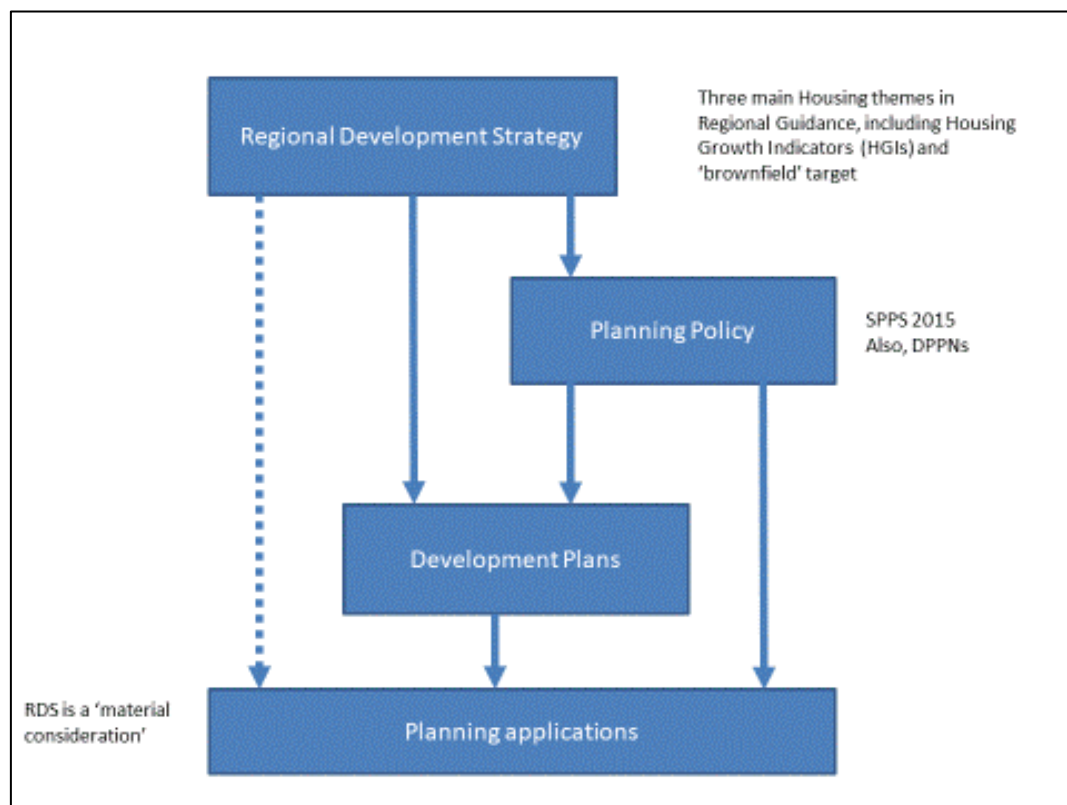 Regional Development Strategy
Three main Housing themes in
Regional Guidance, including Housing
Growth Indicators (HGIs) and
‘brownfield’ target
Planning Policy
SPPS 2015
Also, DPPNs
Development Plans
RDS is a ‘material
consideration’
Planning applications